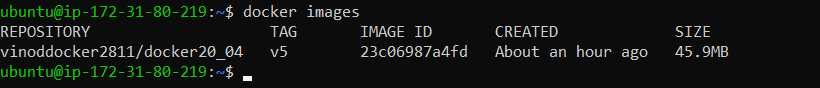 ubuntu@ip-172-31-80-219:~$ docker images
REPOSITORY TAG IMAGE ID CREATED SIZE
vinoddocker2811/docker20_04 v5 23c06987a4fd About an hour ago 45.9MB
ubuntu@ip-172-31-80-219:~$